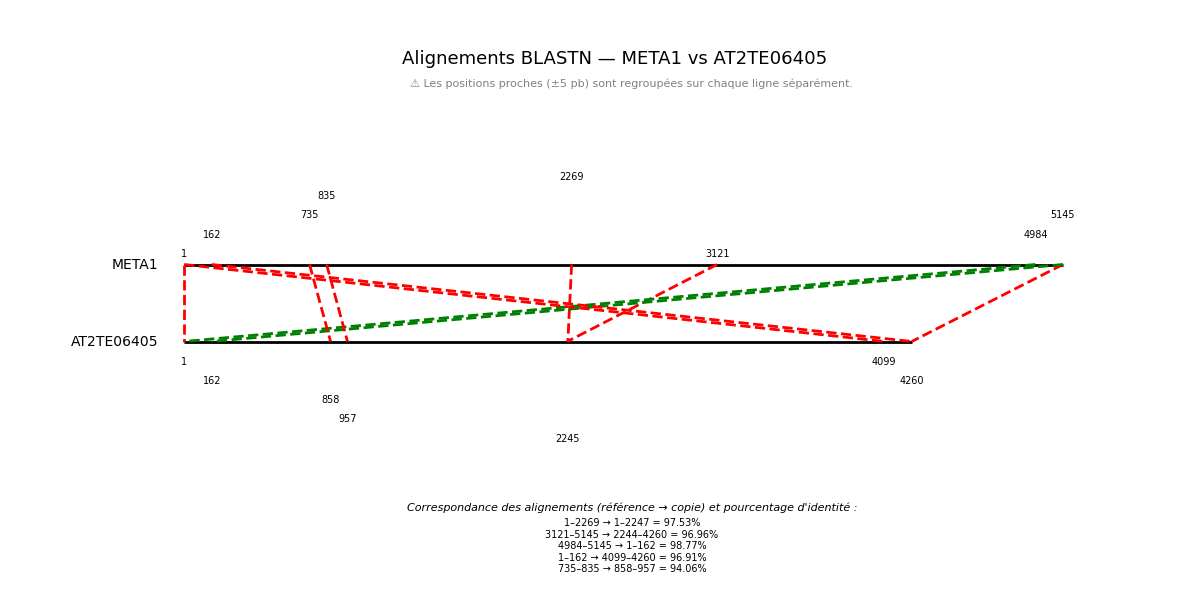 Alignements BLASTN — META1 vs AT2TE06405
⚠ Les positions proches (±5 pb) sont regroupées sur chaque ligne séparément.
2269
835
735 5145
162 4984
1 3121
META1
AT2TE06405
1 4099
162 4260
858
957
2245
Correspondance des alignements (référence → copie) et pourcentage d'identité :
1–2269 → 1–2247 = 97.53%
3121–5145 → 2244–4260 = 96.96%
4984–5145 → 1–162 = 98.77%
1–162 → 4099–4260 = 96.91%
735–835 → 858–957 = 94.06%